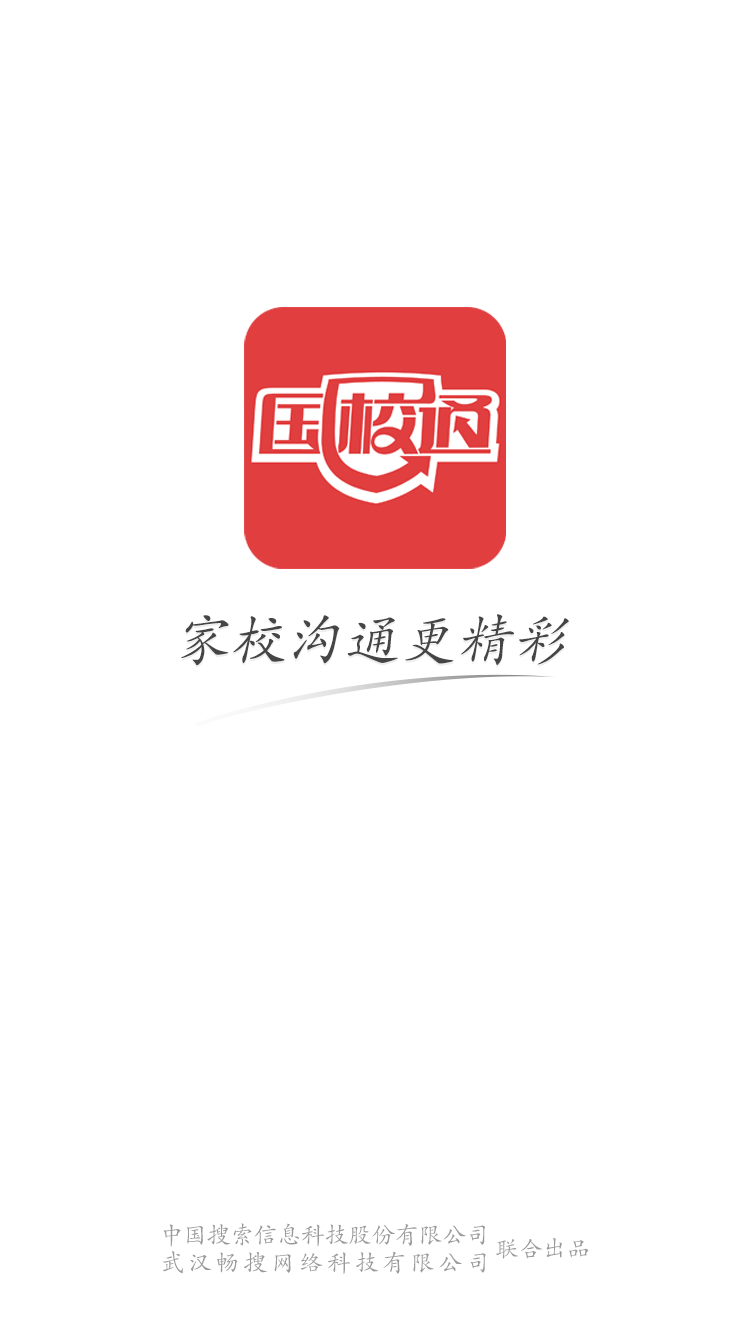 国校通
家校沟通更精彩
中国搜索信息科技股份有限公司
武汉畅搜网络科技有限公司
联合出品